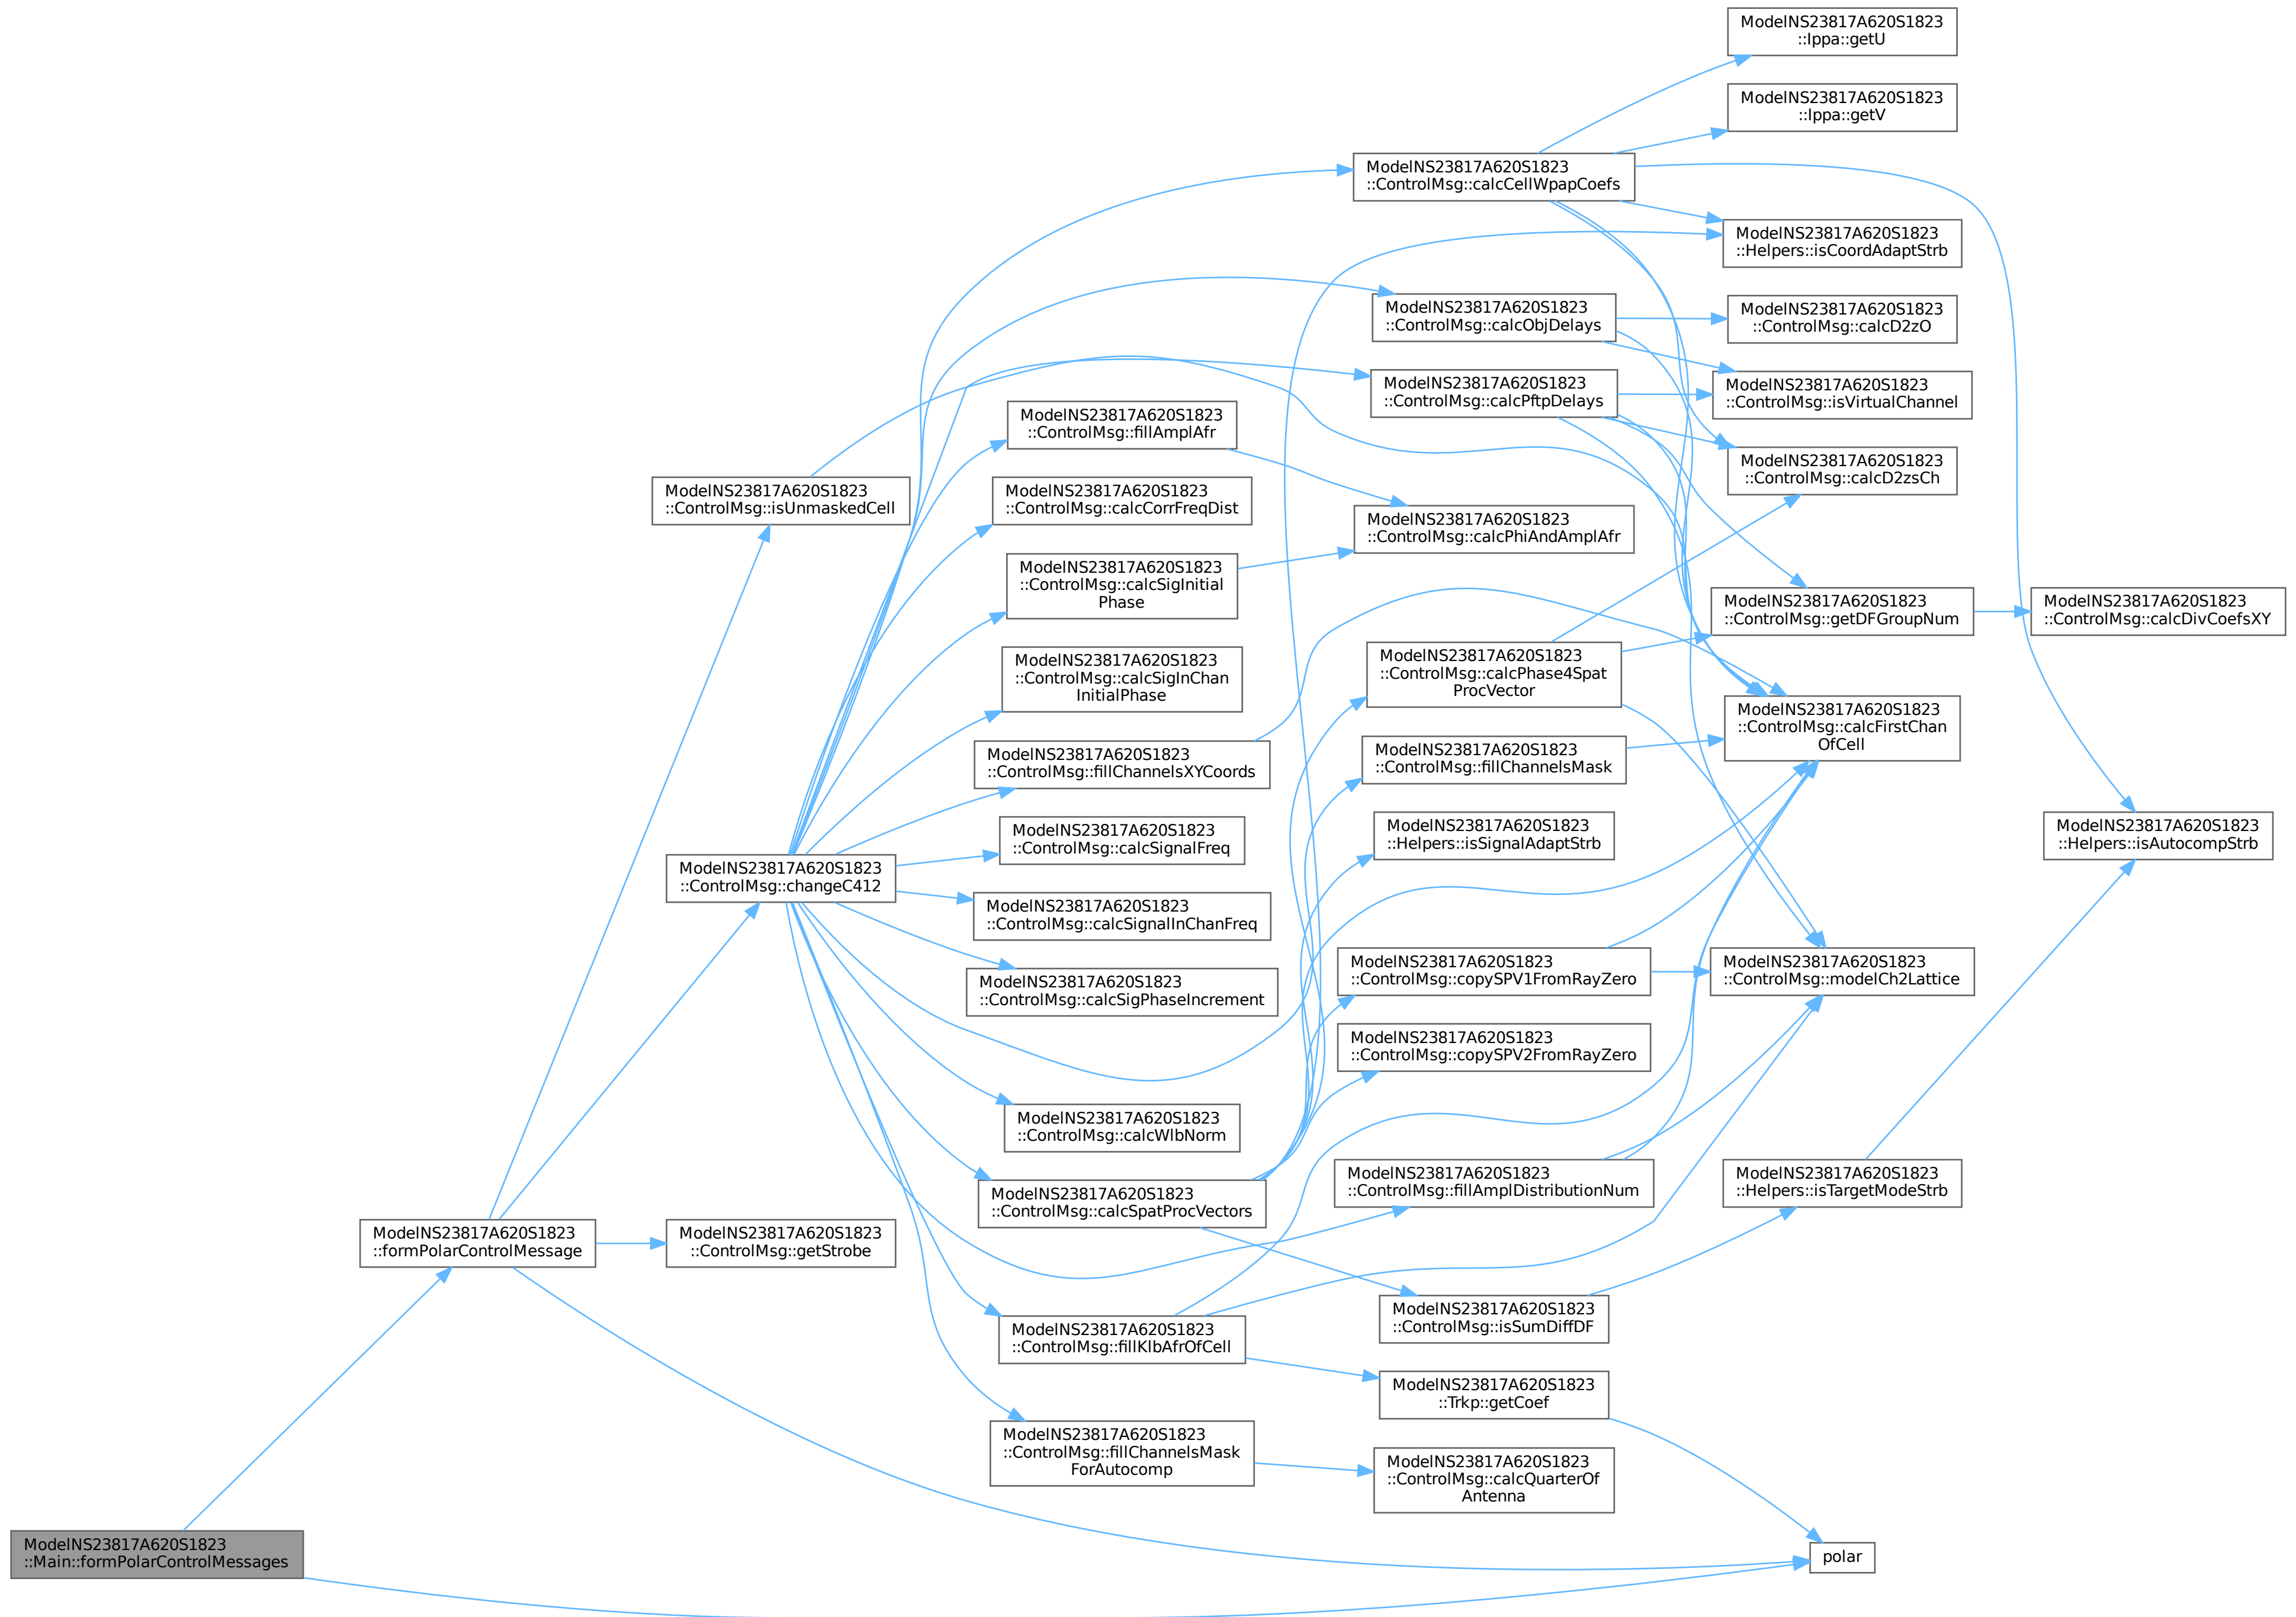 ModelNS23817A620S1823
::Main::formPolarControlMessages
ModelNS23817A620S1823
::formPolarControlMessage
ModelNS23817A620S1823
::ControlMsg::isUnmaskedCell
ModelNS23817A620S1823
::ControlMsg::changeC412
ModelNS23817A620S1823
::ControlMsg::getStrobe
ModelNS23817A620S1823
::ControlMsg::fillAmplAfr
ModelNS23817A620S1823
::ControlMsg::calcCorrFreqDist
ModelNS23817A620S1823
::ControlMsg::calcSigInitial
Phase
ModelNS23817A620S1823
::ControlMsg::calcSigInChan
InitialPhase
ModelNS23817A620S1823
::ControlMsg::fillChannelsXYCoords
ModelNS23817A620S1823
::ControlMsg::calcSignalFreq
ModelNS23817A620S1823
::ControlMsg::calcSignalInChanFreq
ModelNS23817A620S1823
::ControlMsg::calcSigPhaseIncrement
ModelNS23817A620S1823
::ControlMsg::calcWlbNorm
ModelNS23817A620S1823
::ControlMsg::calcSpatProcVectors
ModelNS23817A620S1823
::ControlMsg::fillKlbAfrOfCell
ModelNS23817A620S1823
::ControlMsg::fillChannelsMask
ForAutocomp
ModelNS23817A620S1823
::ControlMsg::calcCellWpapCoefs
ModelNS23817A620S1823
::ControlMsg::calcObjDelays
ModelNS23817A620S1823
::ControlMsg::calcPftpDelays
ModelNS23817A620S1823
::ControlMsg::calcPhiAndAmplAfr
ModelNS23817A620S1823
::ControlMsg::calcPhase4Spat
ProcVector
ModelNS23817A620S1823
::ControlMsg::fillChannelsMask
ModelNS23817A620S1823
::Helpers::isSignalAdaptStrb
ModelNS23817A620S1823
::ControlMsg::copySPV1FromRayZero
ModelNS23817A620S1823
::ControlMsg::copySPV2FromRayZero
ModelNS23817A620S1823
::ControlMsg::fillAmplDistributionNum
ModelNS23817A620S1823
::ControlMsg::isSumDiffDF
ModelNS23817A620S1823
::Trkp::getCoef
ModelNS23817A620S1823
::ControlMsg::calcQuarterOf
Antenna
ModelNS23817A620S1823
::Ippa::getU
ModelNS23817A620S1823
::Ippa::getV
ModelNS23817A620S1823
::Helpers::isCoordAdaptStrb
ModelNS23817A620S1823
::ControlMsg::calcD2zO
ModelNS23817A620S1823
::ControlMsg::isVirtualChannel
ModelNS23817A620S1823
::ControlMsg::calcD2zsCh
ModelNS23817A620S1823
::ControlMsg::getDFGroupNum
ModelNS23817A620S1823
::ControlMsg::calcFirstChan
OfCell
ModelNS23817A620S1823
::ControlMsg::modelCh2Lattice
ModelNS23817A620S1823
::Helpers::isTargetModeStrb
polar
ModelNS23817A620S1823
::ControlMsg::calcDivCoefsXY
ModelNS23817A620S1823
::Helpers::isAutocompStrb